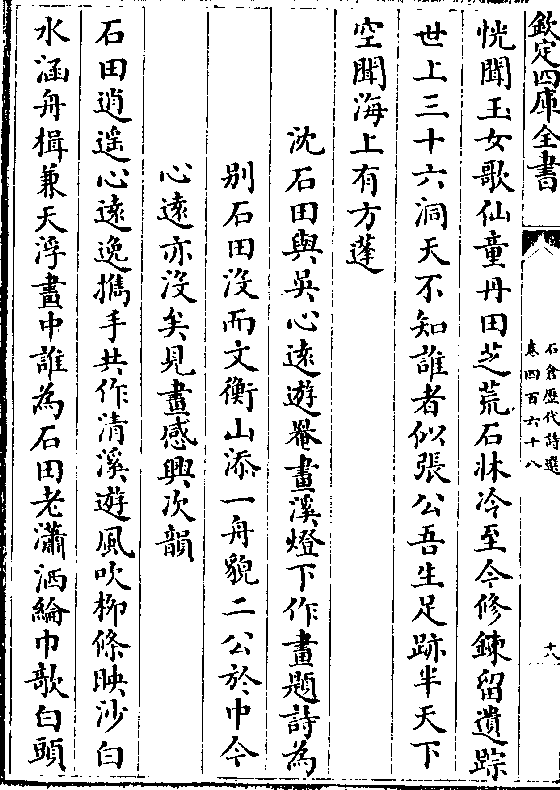 欽定四庫全書
石倉歷代詩選
卷四百六十八
十八
恍聞玉女歌仙童丹田芝荒石牀冷至今修鍊留遺踪
世上三十六洞天不知誰者似張公吾生足跡半天下
空聞海上有方蓬
沈石田與吳心遠遊罨畫溪燈下作畫題詩為
别石田沒而文衡山添一舟貌二公於中今
心遠亦沒矣見畫感興次韻
石田逍遥心遠逸携手共作清溪遊風吹柳條映沙白
水涵舟楫兼天浮畫中誰為石田老瀟洒綸巾歌白頭